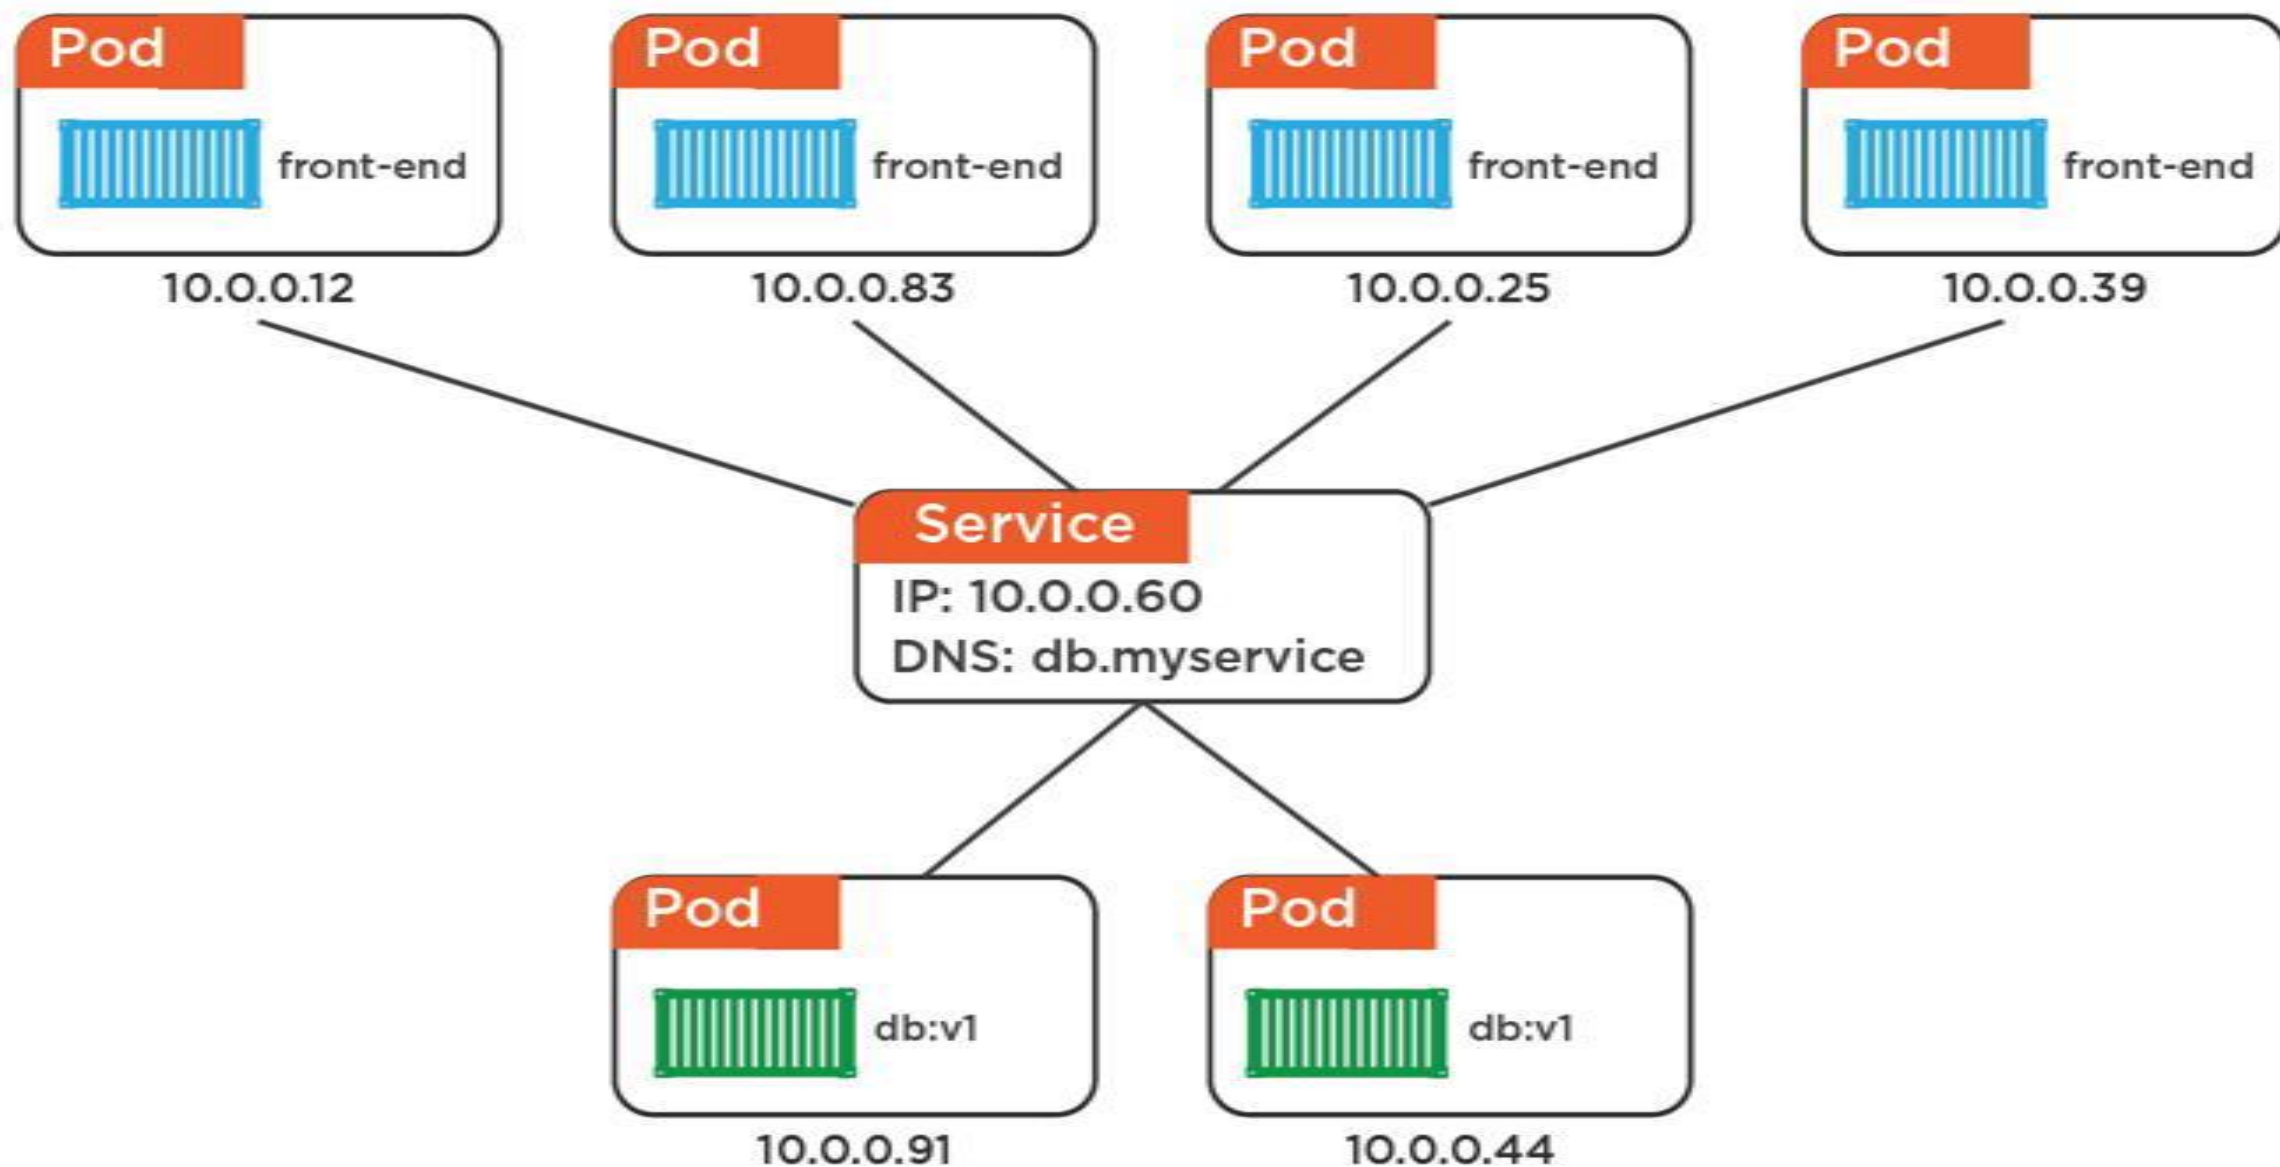 Pod
front-end
10.0.0.12
Pod
front-end
10.0.0.83
Pod
front-end
10.0.0.25
Pod
front-end
10.0.0.39
Service
IP: 10.0.0.60
DNS: db.myservice
Pod
db:v1
10.0.0.91
Pod
db:v1
10.0.0.44